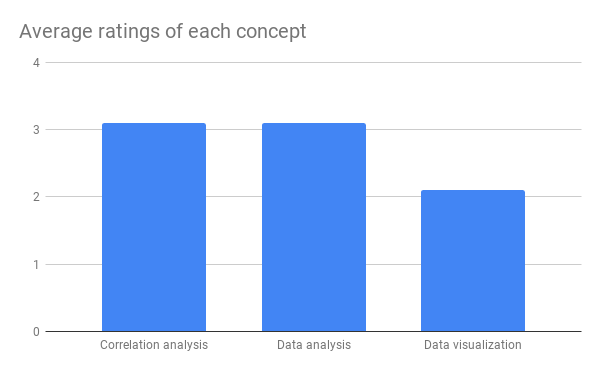 Average ratings of each concept
4
3
2
1
0
Correlation analysis
Data analysis
Data visualization